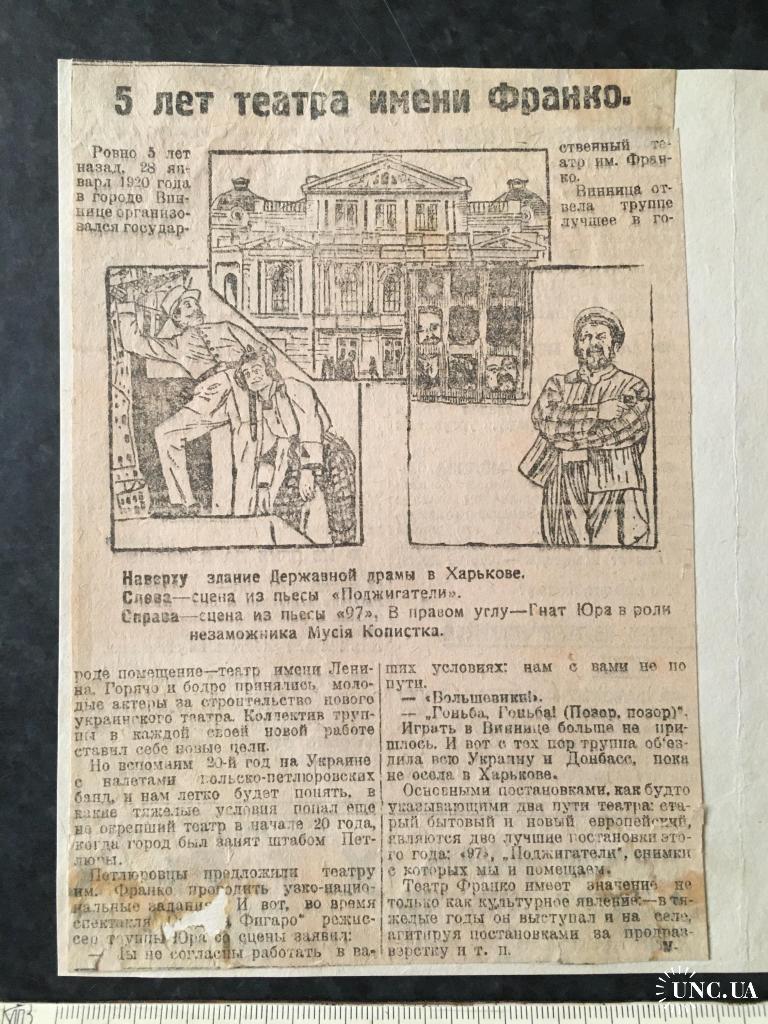 5 лет театра имени Франко.
Ровно 5 лет
назад, 28 ян-
варя 1920 года
в городе Вин-
нице организо-
вался государ-
ственный те-
атр им. Фран-
ко.
Винница от-
вела труппе
лучшее в го-
Наверху здание Державной драмы в Харькове.
Слева—сцена из пьесы «Поджигатели».
Справа—сцена из пьесы «97». В правом углу—Гнат Юра в роли
незаможника Мусія Копистка.
роде помещение—театр имени Лени-
на. Горячо и бодро принялись моло-
дые актеры за строительство нового
украинского театра. Коллектив труп-
пы в каждой своей новой работе
ставил себе новые цели.
Но вспомним 20-й год на Украине
с налетами польско-петлюровских
банд, и нам легко будет понять, в
какие тяжелые условия попал еще
не окрепший театр в начале 20 года,
когда город был занят штабом Пет-
люры.
Петлюровцы предложили театру
им. Франко проводить узко-нацио-
нальные задания. И вот, во время
спектакля Фигаро" режис-
сер труппы Юра со сцены заявил:
— Мы не согласны работать в ва-
ших условиях: нам с вами не по
пути.
— «Большевики!».
— „Гоньба, Гоньба! (Позор, позор)".
Играть в Виннице больше не при-
шлось. И вот с тех пор труппа об'ез-
дила всю Украину и Донбасс, пока
не осела в Харькове.
Основными постановками, как будто
указывающими два пути театра: ста-
рый бытовой и новый европейский,
являются две лучшие постановки это-
го года: «97», „Поджигатели", снимки
с которых мы и помещаем.
Театр Франко имеет значение не
только как культурное явление:—в тя-
желые годы он выступал и на селе,
агитируя постановками за продраз-
верстку и т. п.
М-
UNC.UA